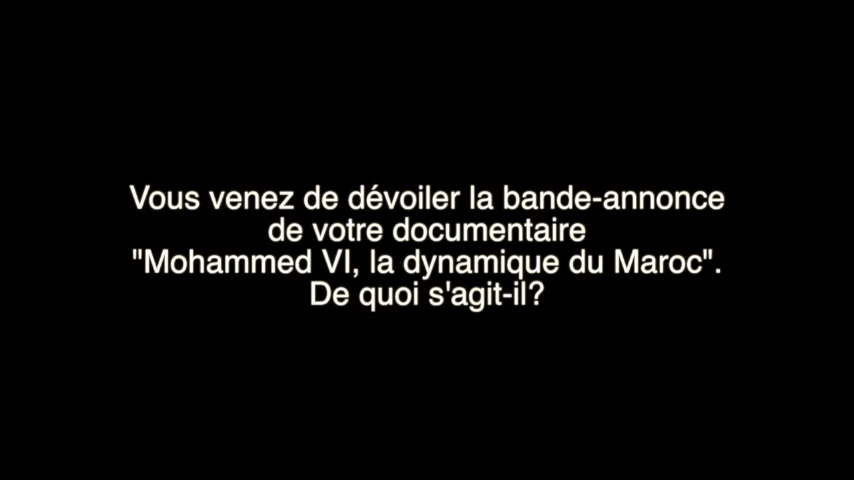 Vous venez de dévoiler la bande-annonce
de votre documentaire
"Mohammed VI, la dynamique du Maroc".
De quoi s'agit-il?